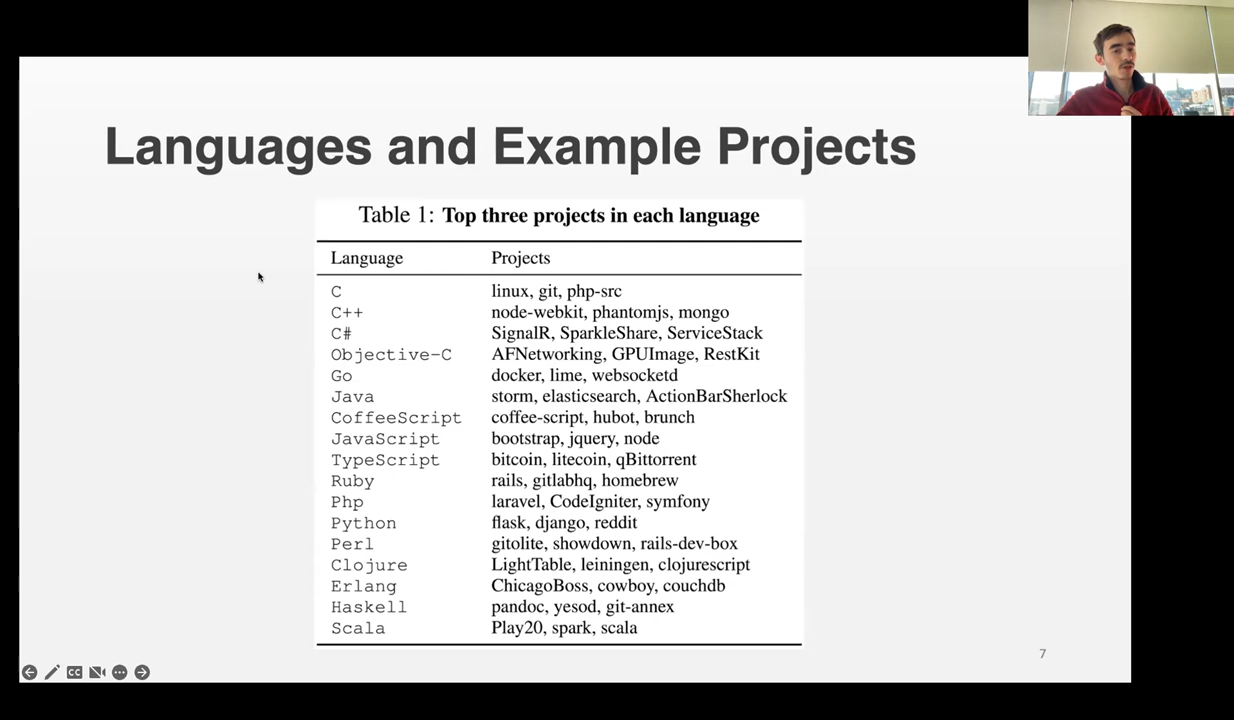 Languages and Example Projects
Table 1: Top three projects in each language
Language Projects
C linux, git, php-src
C++ node-webkit, phantomjs, mongo
C# SignalR, SparkleShare, ServiceStack
Objective-C AFNetworking, GPUImage, RestKit
Go docker, lime, websocketd
Java storm, elasticsearch, ActionBarSherlock
CoffeeScript coffee-script, hubot, brunch
JavaScript bootstrap, jquery, node
TypeScript bitcoin, litecoin, qBittorrent
Ruby rails, gitlabhq, homebrew
Php laravel, CodeIgniter, symfony
Python flask, django, reddit
Perl gitolite, showdown, rails-dev-box
Clojure LightTable, leiningen, clojurescript
Erlang ChicagoBoss, cowboy, couchdb
Haskell pandoc, yesod, git-annex
Scala Play20, spark, scala
7
CC